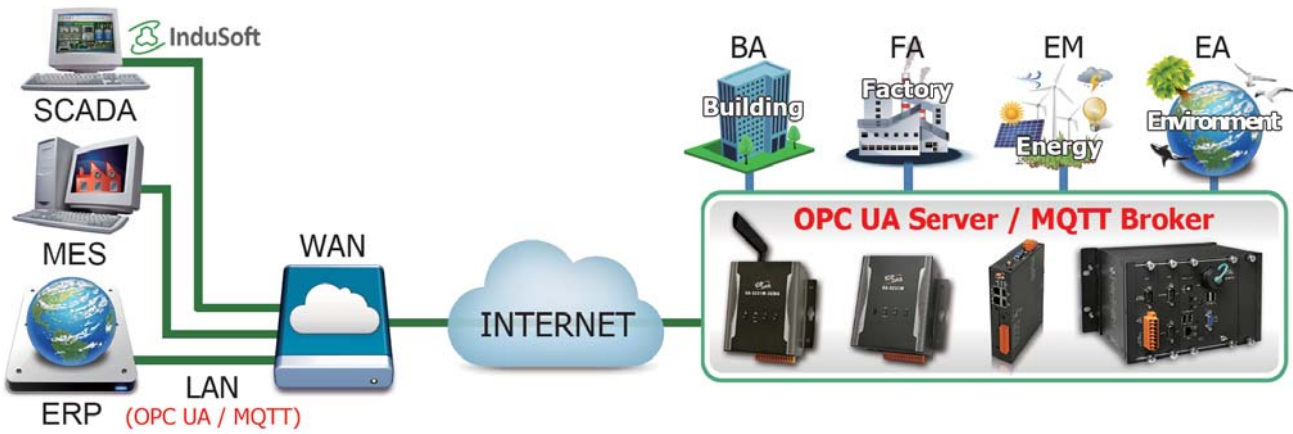 InduSoft
SCADA
MES
ERP
LAN
(OPC UA / MQTT)
WAN
INTERNET
BA
Building
FA
Factory
EM
Energy
EA
Environment
OPC UA Server / MQTT Broker